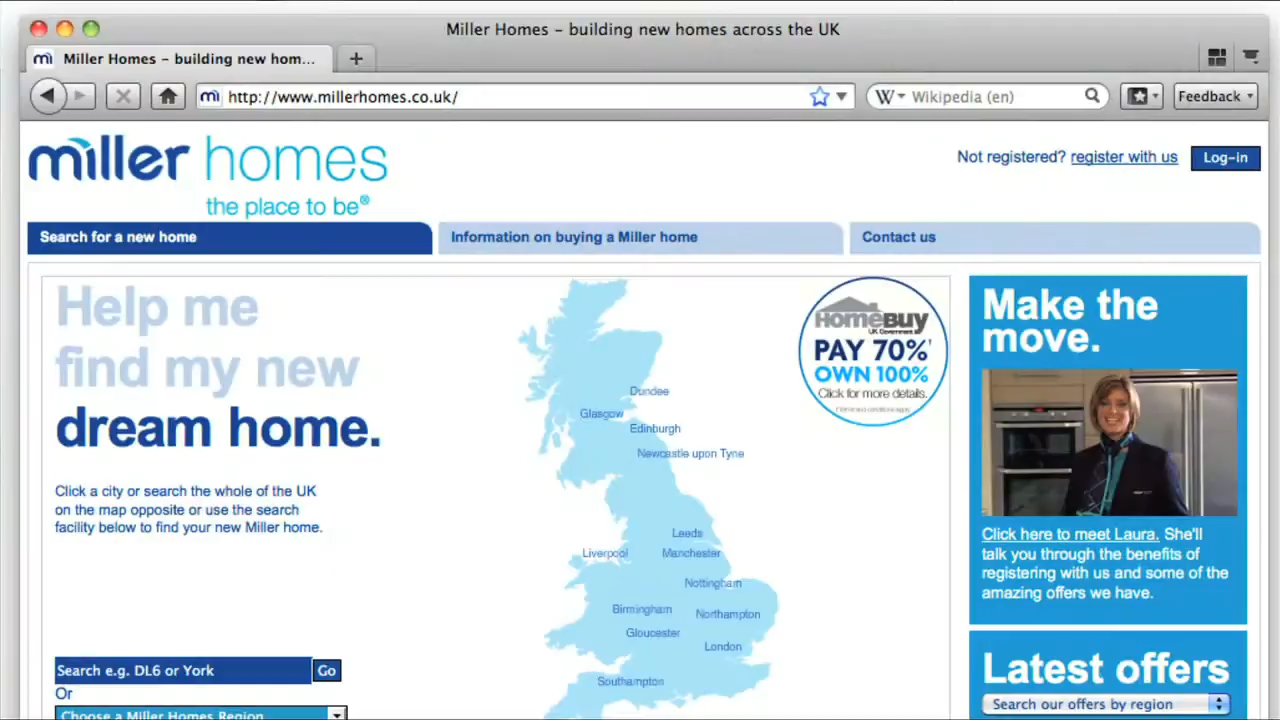 Miller Homes – building new homes across the UK
Miller Homes – building new hom...
http://www.millerhomes.co.uk/
Wikipedia (en)
Feedback
miller homes
the place to be®
Not registered? register with us
Log-in
Search for a new home
Information on buying a Miller home
Contact us
Help me
find my new
dream home.
Click a city or search the whole of the UK
on the map opposite or use the search
facility below to find your new Miller home.
Search e.g. DL6 or York
Go
Or
Choose a Miller Homes Region
Dundee
Glasgow
Edinburgh
Newcastle upon Tyne
Leeds
Liverpool
Manchester
Nottingham
Birmingham
Northampton
Gloucester
London
Southampton
HomeBuy
UK Government
PAY 70%†
OWN 100%
Click for more details.
Make the
move.
Click here to meet Laura. She'll
talk you through the benefits of
registering with us and some of the
amazing offers we have.
Latest offers
Search our offers by region